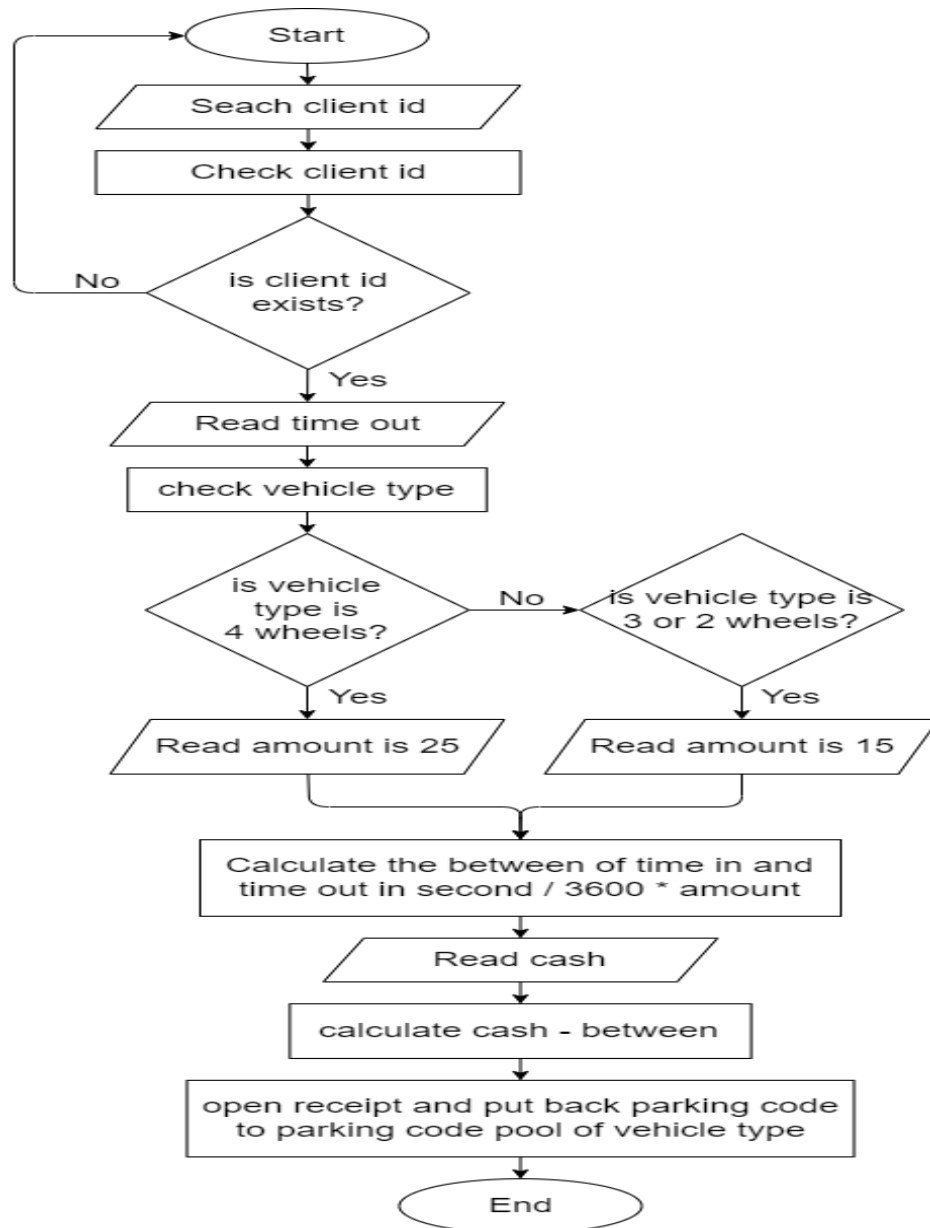 Start
Seach client id
Check client id
is client id
exists?
No
Yes
Read time out
check vehicle type
is vehicle
type is
4 wheels?
No
is vehicle type is
3 or 2 wheels?
Yes
Yes
Read amount is 25
Read amount is 15
Calculate the between of time in and
time out in second / 3600 * amount
Read cash
calculate cash - between
open receipt and put back parking code
to parking code pool of vehicle type
End